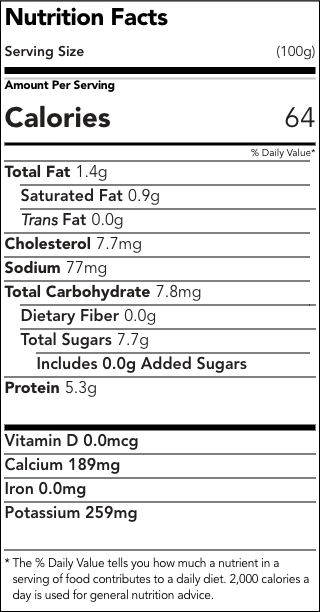 Nutrition Facts
Serving Size (100g)
Amount Per Serving
Calories 64
% Daily Value*
Total Fat 1.4g
Saturated Fat 0.9g
Trans Fat 0.0g
Cholesterol 7.7mg
Sodium 77mg
Total Carbohydrate 7.8mg
Dietary Fiber 0.0g
Total Sugars 7.7g
Includes 0.0g Added Sugars
Protein 5.3g
Vitamin D 0.0mcg
Calcium 189mg
Iron 0.0mg
Potassium 259mg
* The % Daily Value tells you how much a nutrient in a
serving of food contributes to a daily diet. 2,000 calories a
day is used for general nutrition advice.